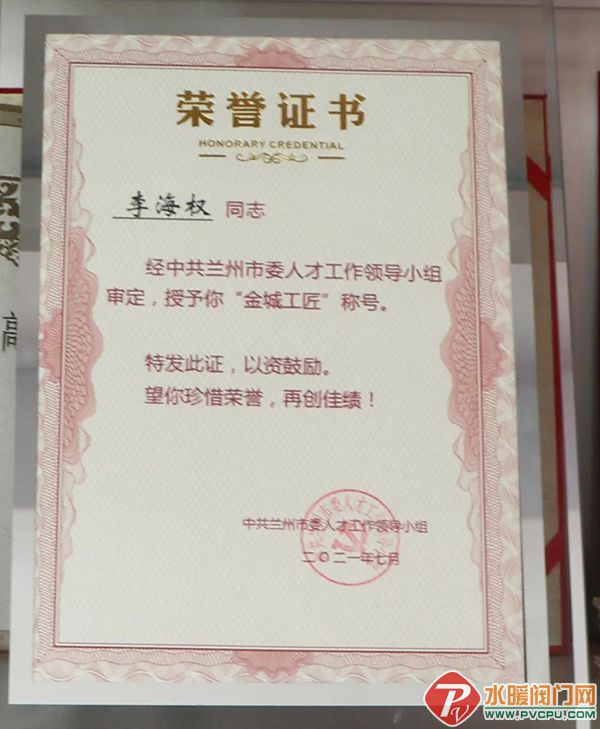 荣誉证书
HONORARY CREDENTIAL
李海权 同志
经中共兰州市委人才工作领导小组
审定，授予你“金城工匠”称号。
特发此证，以资鼓励。
望你珍惜荣誉，再创佳绩！
中共兰州市委人才工作领导小组
二〇二一年七月
高
水暖阀门网
WWW.PVCPU.COM